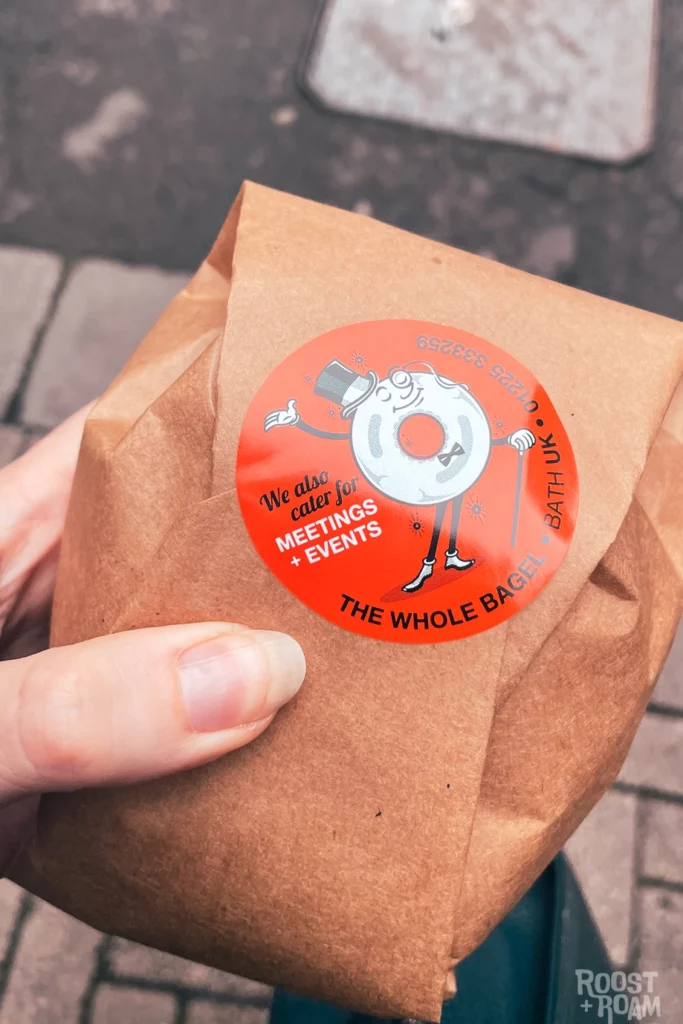 We also
cater for
MEETINGS
+ EVENTS
THE WHOLE BAGEL • BATH UK • 01225 333259
ROOST
+ROAM